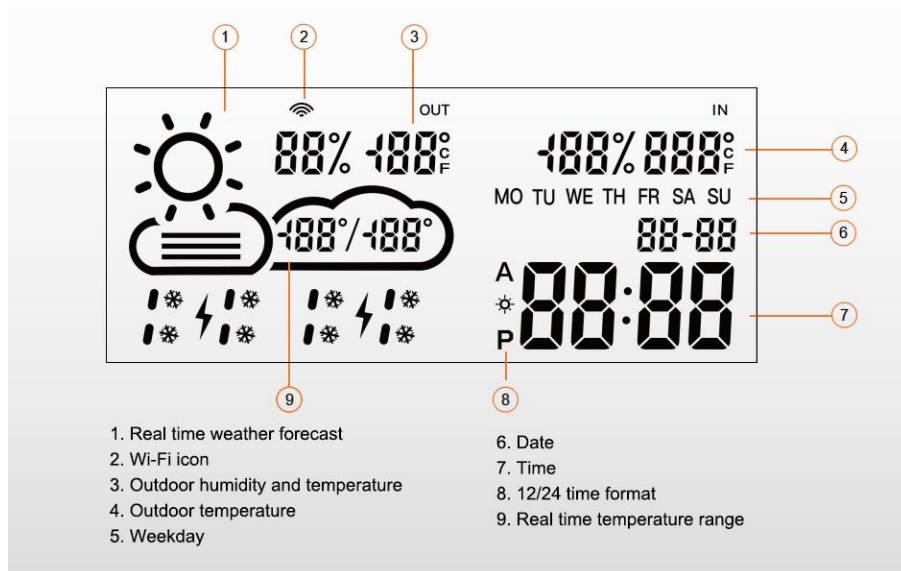 1
2
3
OUT
IN
88% -188°C F
-188% 888°C F
4
MO TU WE TH FR SA SU
5
88-88
6
-188°/-188°
A
88:88
7
P
9
8
1. Real time weather forecast
2. Wi-Fi icon
3. Outdoor humidity and temperature
4. Outdoor temperature
5. Weekday
6. Date
7. Time
8. 12/24 time format
9. Real time temperature range